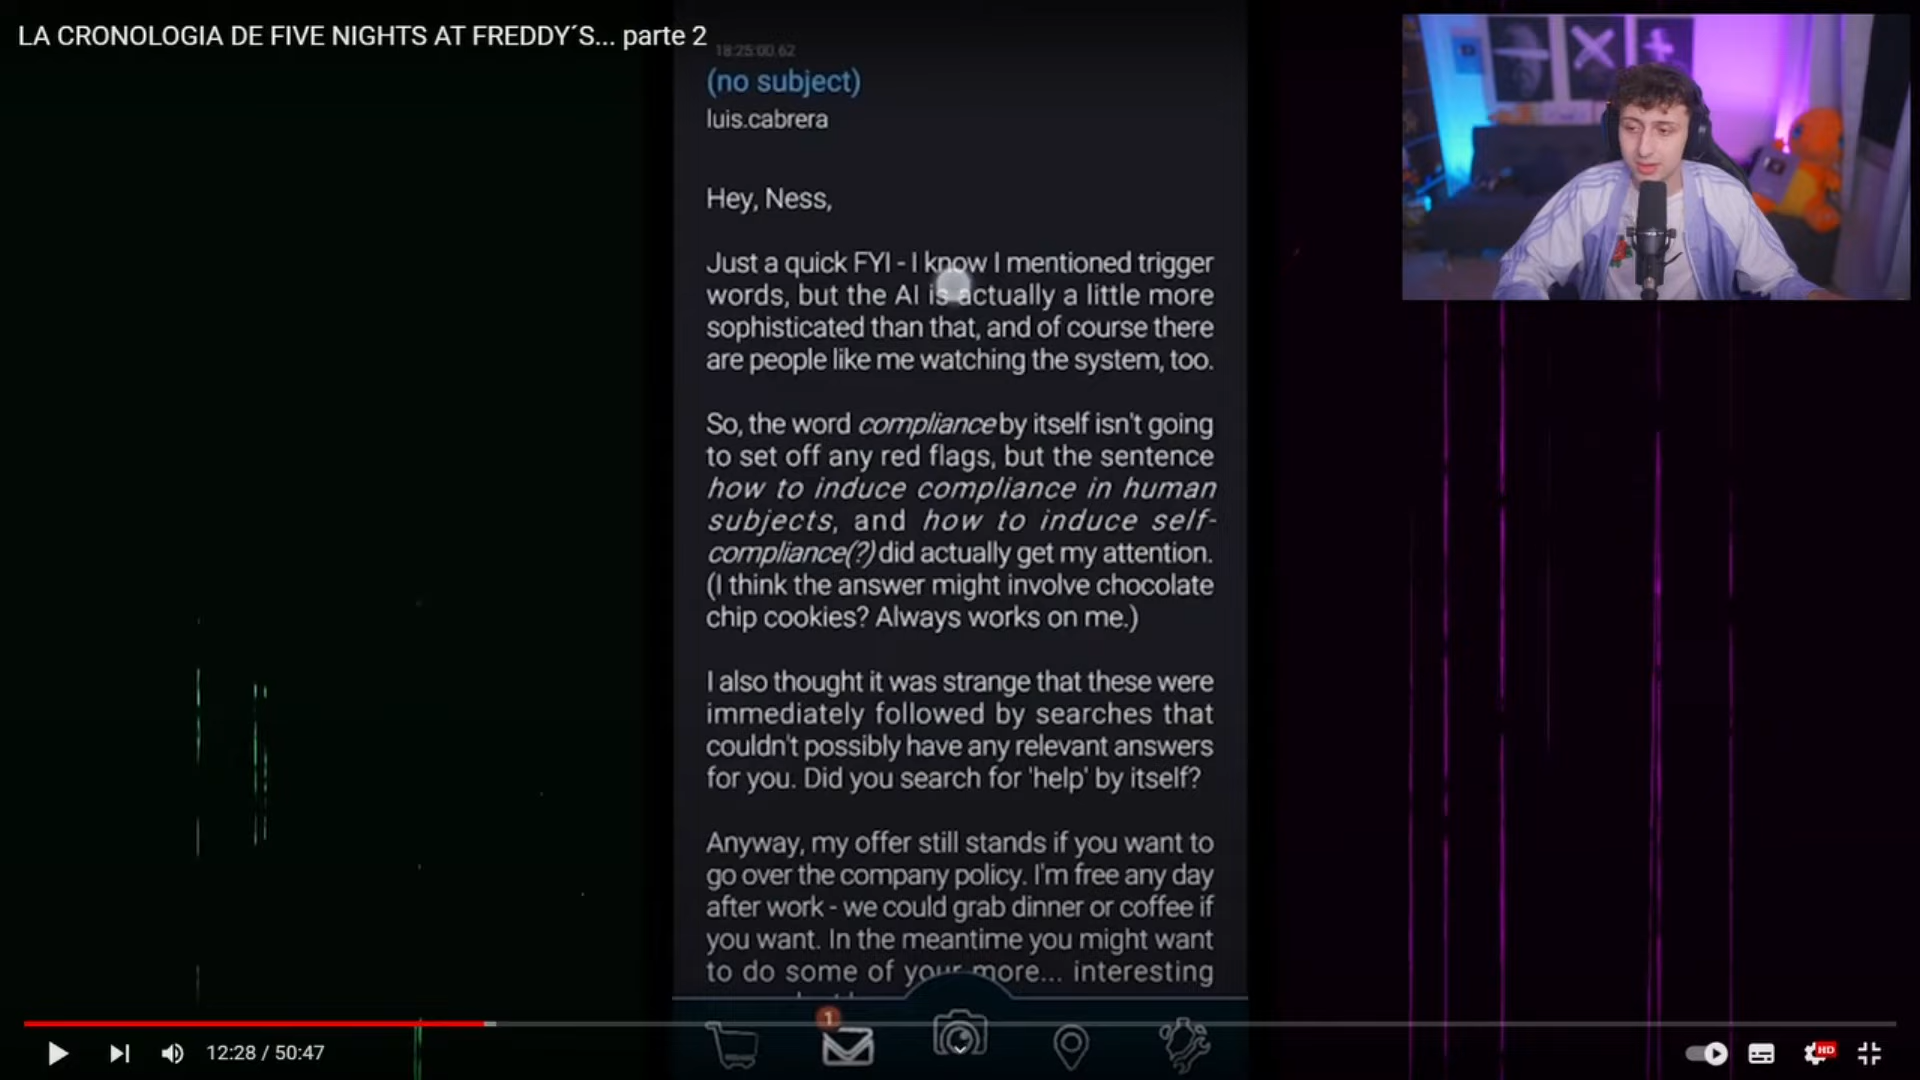 LA CRONOLOGIA DE FIVE NIGHTS AT FREDDY´S... parte 2
18:25:00.62
(no subject)
luis.cabrera
Hey, Ness,
Just a quick FYI - I know I mentioned trigger
words, but the AI is actually a little more
sophisticated than that, and of course there
are people like me watching the system, too.
So, the word compliance by itself isn't going
to set off any red flags, but the sentence
how to induce compliance in human
subjects, and how to induce self-
compliance(?) did actually get my attention.
(I think the answer might involve chocolate
chip cookies? Always works on me.)
I also thought it was strange that these were
immediately followed by searches that
couldn't possibly have any relevant answers
for you. Did you search for 'help' by itself?
Anyway, my offer still stands if you want to
go over the company policy. I'm free any day
after work - we could grab dinner or coffee if
you want. In the meantime you might want
to do some of your more... interesting
1
12:28 / 50:47
HD